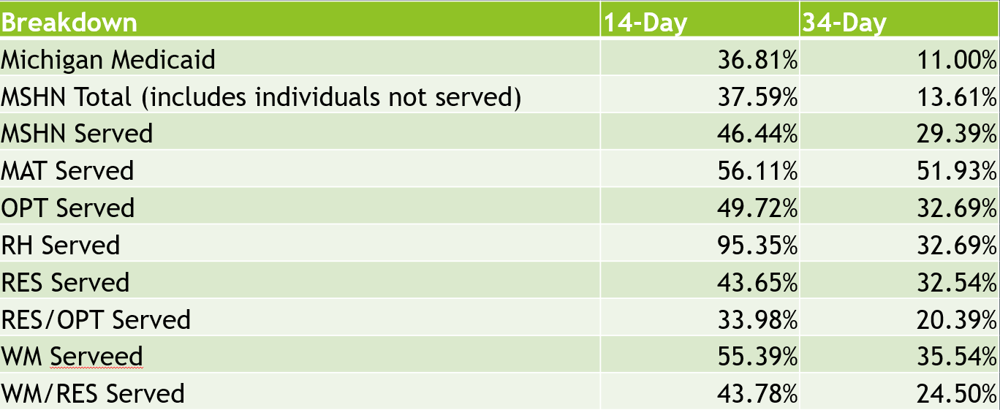 Breakdown 14-Day 34-Day
Michigan Medicaid 36.81% 11.00%
MSHN Total (includes individuals not served) 37.59% 13.61%
MSHN Served 46.44% 29.39%
MAT Served 56.11% 51.93%
OPT Served 49.72% 32.69%
RH Served 95.35% 32.69%
RES Served 43.65% 32.54%
RES/OPT Served 33.98% 20.39%
WM Serveed 55.39% 35.54%
WM/RES Served 43.78% 24.50%